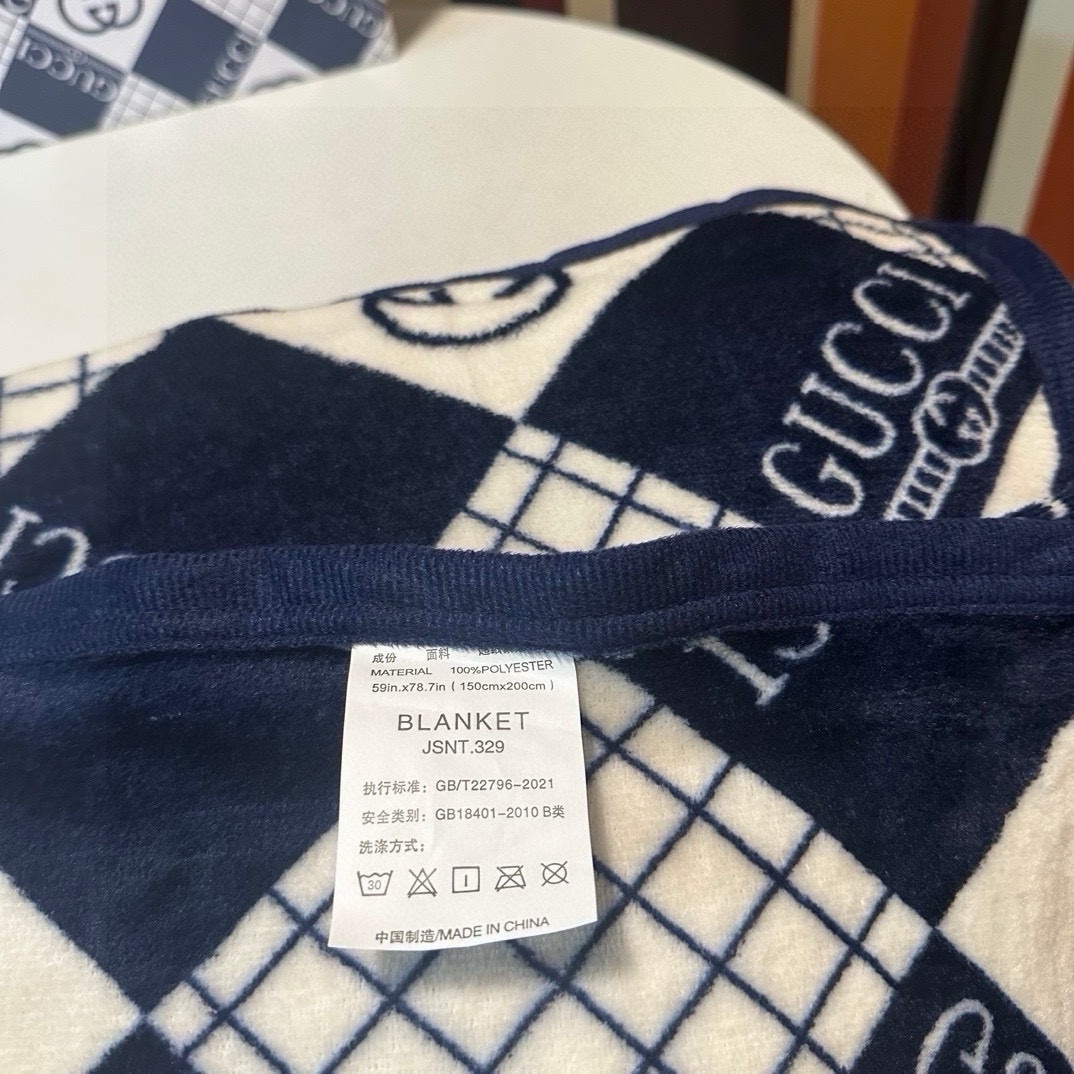 GUCCI
GUCCI
GUCCI
成份 面料
MATERIAL 100%POLYESTER
59in.x78.7in ( 150cmx200cm )
BLANKET
JSNT.329
执行标准: GB/T22796-2021
安全类别: GB18401-2010 B类
洗涤方式:
30
中国制造/MADE IN CHINA